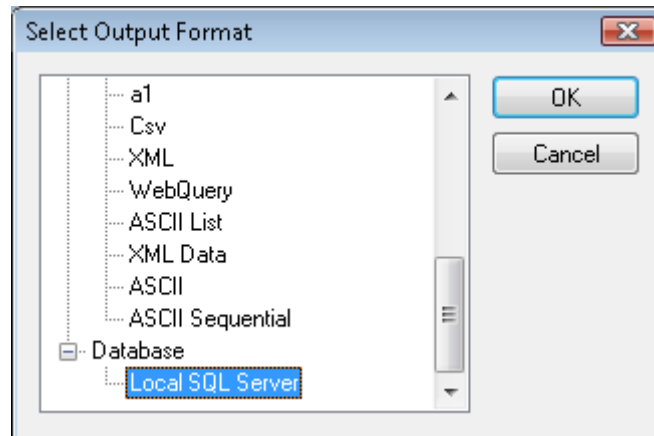 Select Output Format
a1
Csv
XML
WebQuery
ASCII List
XML Data
ASCII
ASCII Sequential
Database
Local SQL Server
OK
Cancel